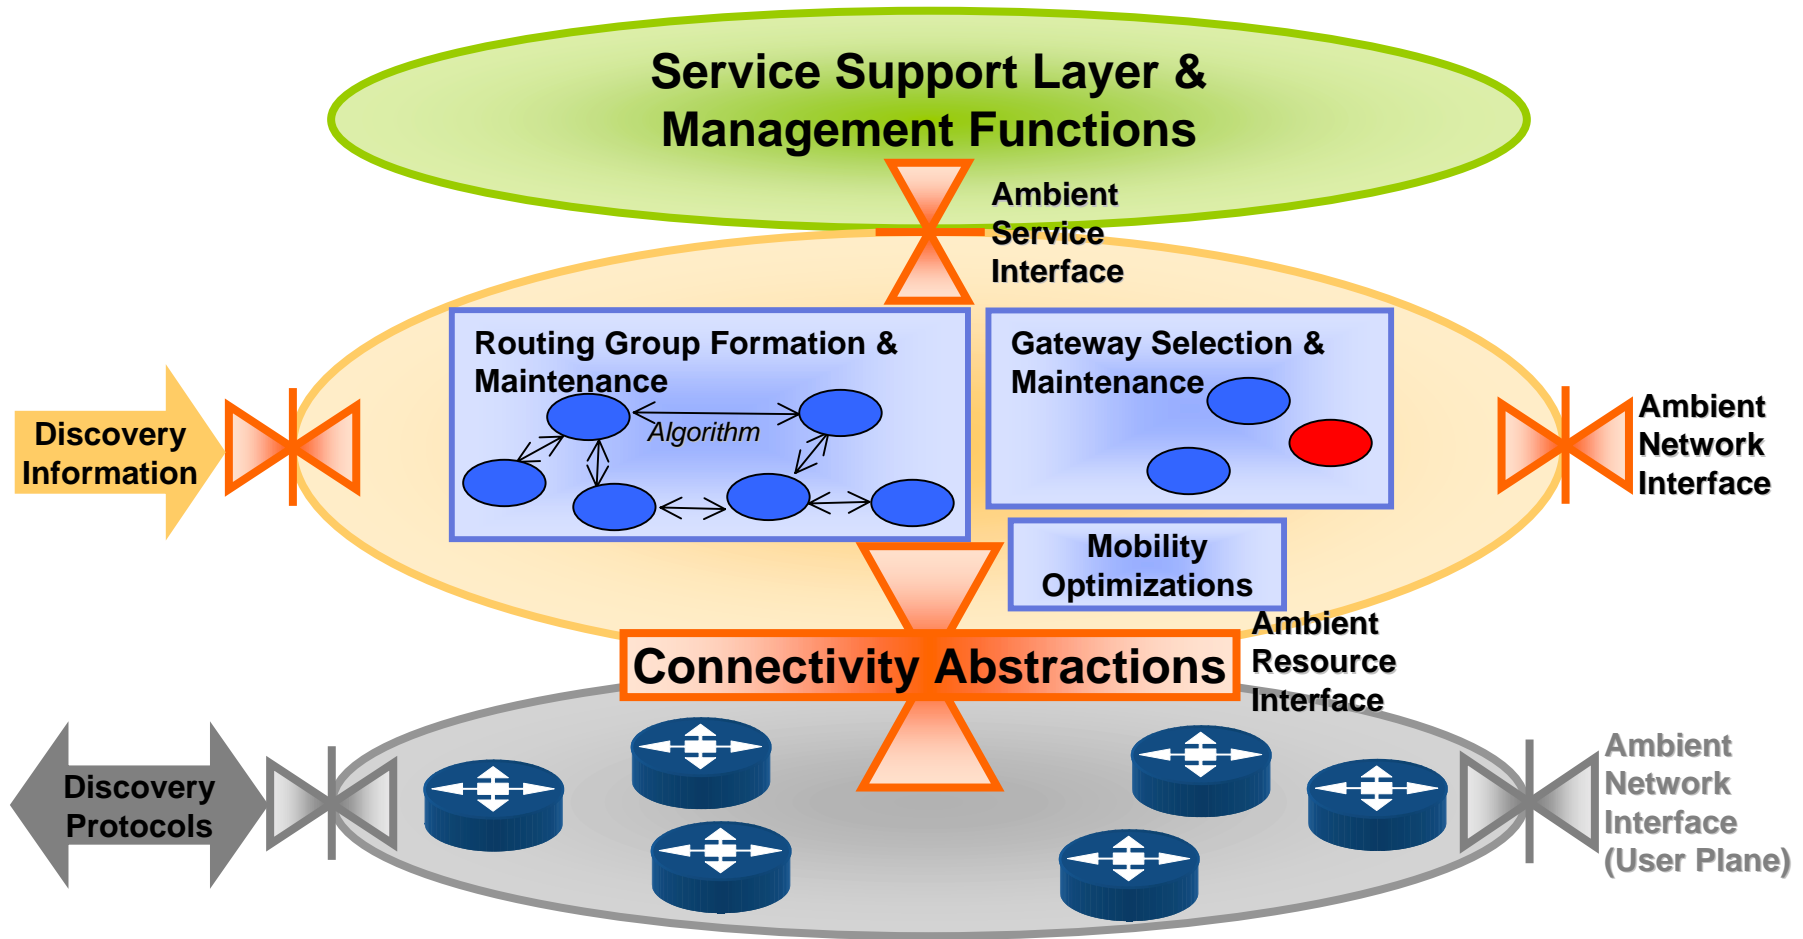 Service Support Layer &
Management Functions
Ambient
Service
Interface
Routing Group Formation &
Maintenance
Algorithm
Gateway Selection &
Maintenance
Discovery
Information
Ambient
Network
Interface
Mobility
Optimizations
Connectivity Abstractions
Ambient
Resource
Interface
Discovery
Protocols
Ambient
Network
Interface
(User Plane)